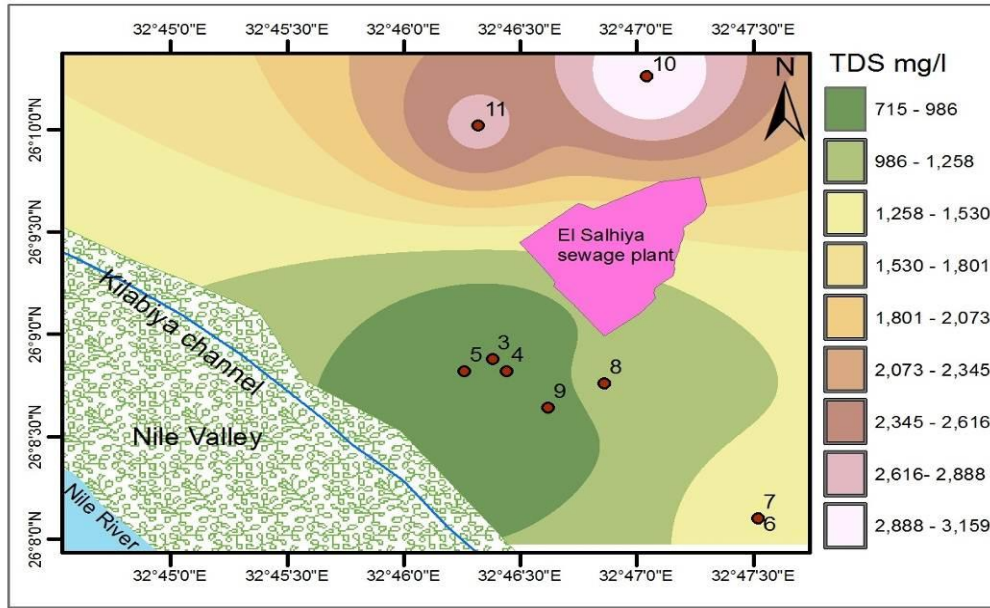 32°45'0"E 32°45'30"E 32°46'0"E 32°46'30"E 32°47'0"E 32°47'30"E
TDS mg/l
715 - 986
986 - 1,258
1,258 - 1,530
1,530 - 1,801
1,801 - 2,073
2,073 - 2,345
2,345 - 2,616
2,616- 2,888
2,888 - 3,159
26°10'0"N
26°9'30"N
26°9'0"N
26°8'30"N
26°8'0"N
N
10
11
El Salhiya
sewage plant
Kilabiya channel
3
5
4
8
9
Nile Valley
7
6
Nile River
32°45'0"E 32°45'30"E 32°46'0"E 32°46'30"E 32°47'0"E 32°47'30"E